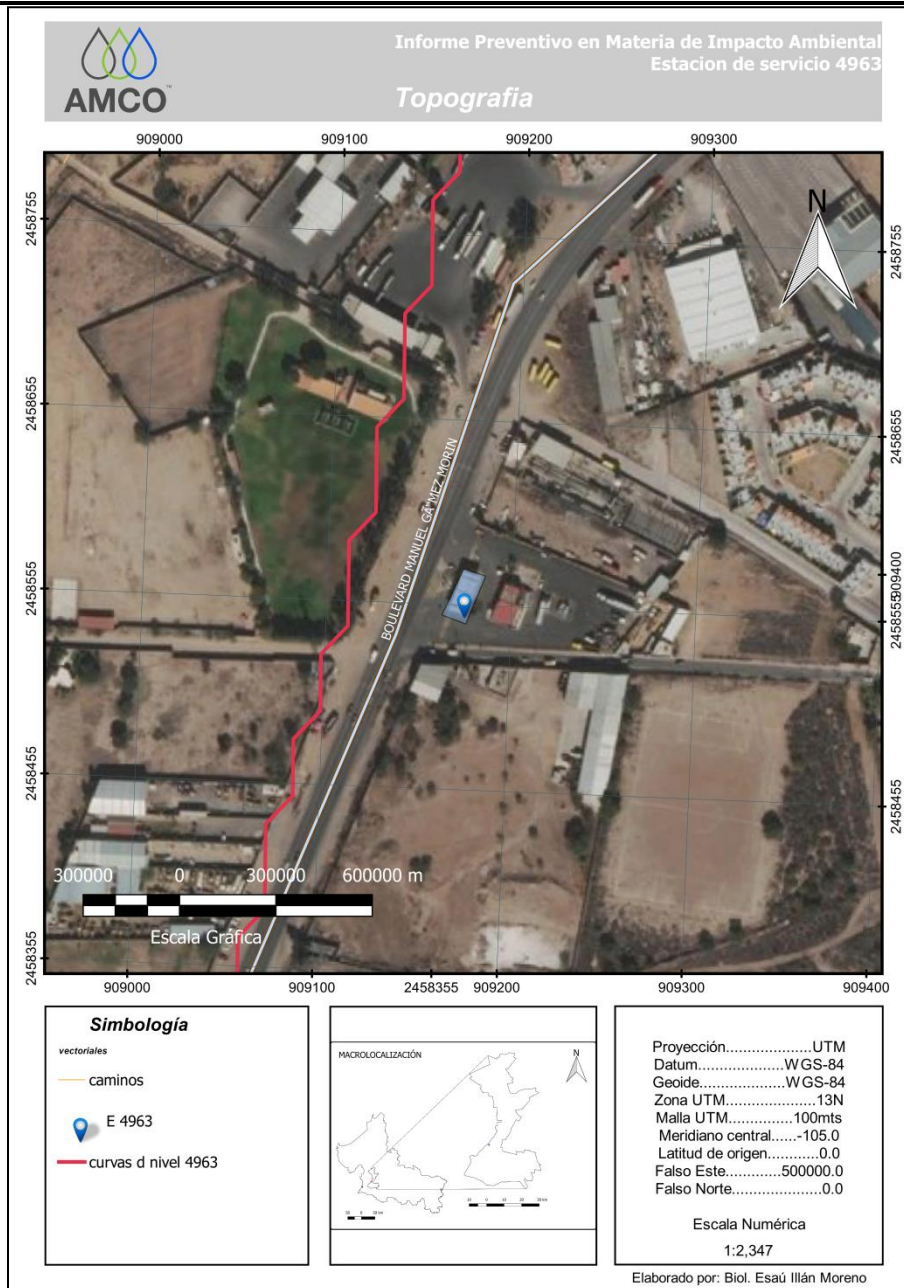 AMCO
Informe Preventivo en Materia de Impacto Ambiental
Estacion de servicio 4963
Topografia
909000 909100 909200 909300
2458755
2458655
2458555
2458455
2458355
2458755
2458655
909400
2458555
2458455
N
BOULEVARD MANUEL GÃ“MEZ MORIN
300000 0 300000 600000 m
Escala Gráfica
909000 909100 2458355 909200 909300 909400
Simbología
vectoriales
caminos
E 4963
curvas d nivel 4963
MACROLOCALIZACIÓN
N
Proyección..................UTM
Datum....................WGS-84
Geoide...................WGS-84
Zona UTM..................13N
Malla UTM..............100mts
Meridiano central......-105.0
Latitud de origen............0.0
Falso Este.............500000.0
Falso Norte.....................0.0
Escala Numérica
1:2,347
Elaborado por: Biol. Esaú Illán Moreno